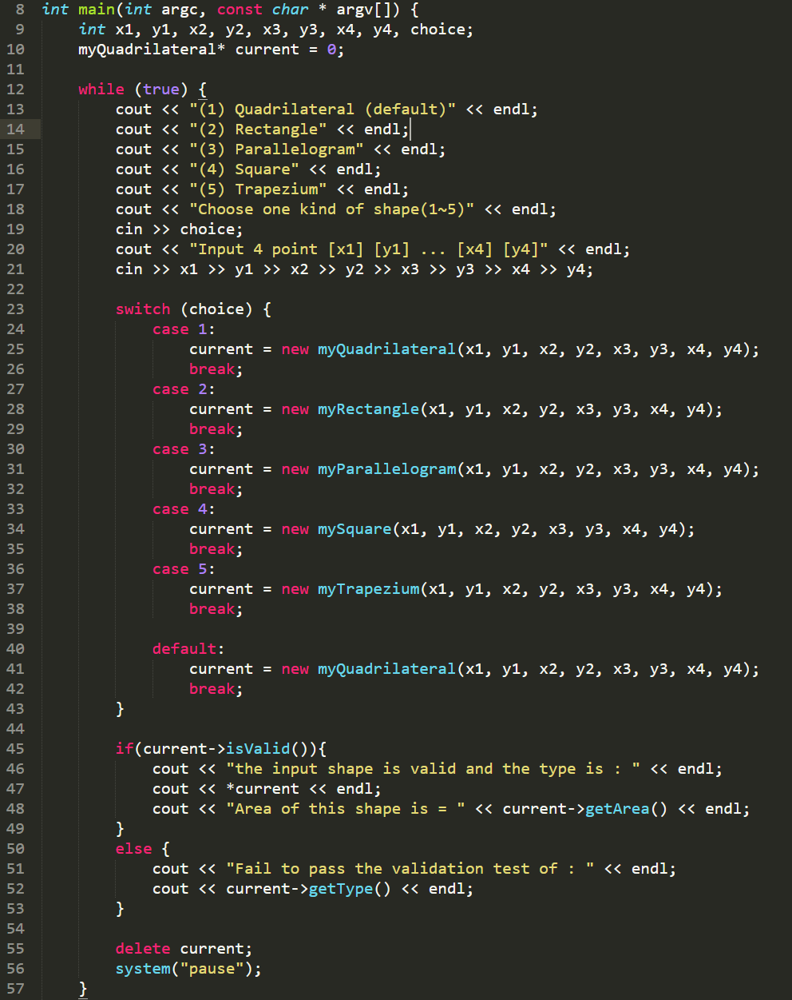 8 int main(int argc, const char * argv[]) {
9 int x1, y1, x2, y2, x3, y3, x4, y4, choice;
10 myQuadrilateral* current = 0;
11
12 while (true) {
13 cout << "(1) Quadrilateral (default)" << endl;
14 cout << "(2) Rectangle" << endl;
15 cout << "(3) Parallelogram" << endl;
16 cout << "(4) Square" << endl;
17 cout << "(5) Trapezium" << endl;
18 cout << "Choose one kind of shape(1~5)" << endl;
19 cin >> choice;
20 cout << "Input 4 point [x1] [y1] ... [x4] [y4]" << endl;
21 cin >> x1 >> y1 >> x2 >> y2 >> x3 >> y3 >> x4 >> y4;
22
23 switch (choice) {
24 case 1:
25 current = new myQuadrilateral(x1, y1, x2, y2, x3, y3, x4, y4);
26 break;
27 case 2:
28 current = new myRectangle(x1, y1, x2, y2, x3, y3, x4, y4);
29 break;
30 case 3:
31 current = new myParallelogram(x1, y1, x2, y2, x3, y3, x4, y4);
32 break;
33 case 4:
34 current = new mySquare(x1, y1, x2, y2, x3, y3, x4, y4);
35 break;
36 case 5:
37 current = new myTrapezium(x1, y1, x2, y2, x3, y3, x4, y4);
38 break;
39
40 default:
41 current = new myQuadrilateral(x1, y1, x2, y2, x3, y3, x4, y4);
42 break;
43 }
44
45 if(current->isValid()){
46 cout << "the input shape is valid and the type is : " << endl;
47 cout << *current << endl;
48 cout << "Area of this shape is = " << current->getArea() << endl;
49 }
50 else {
51 cout << "Fail to pass the validation test of : " << endl;
52 cout << current->getType() << endl;
53 }
54
55 delete current;
56 system("pause");
57 }